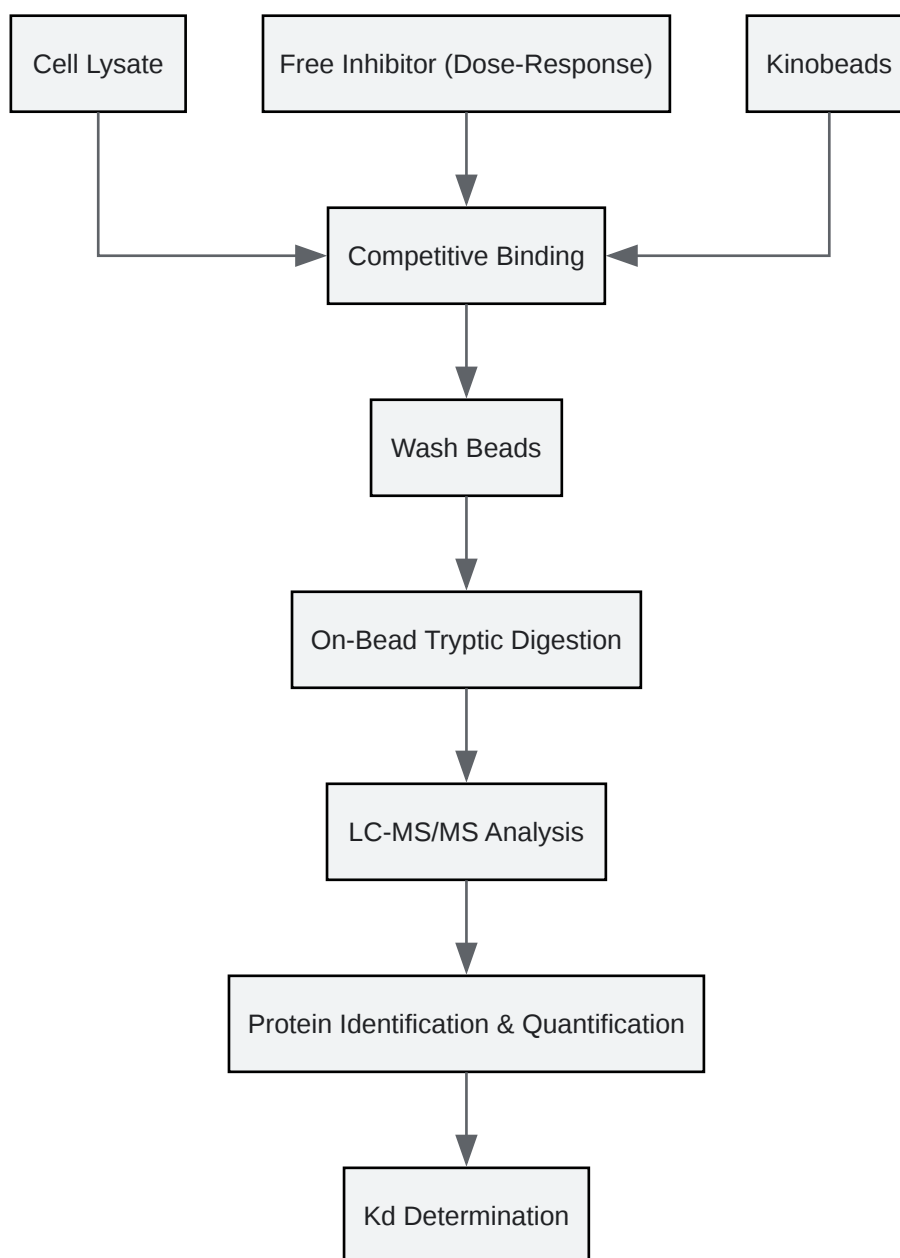 Cell Lysate
Free Inhibitor (Dose-Response)
Kinobeads
Competitive Binding
Wash Beads
On-Bead Tryptic Digestion
LC-MS/MS Analysis
Protein Identification & Quantification
Kd Determination